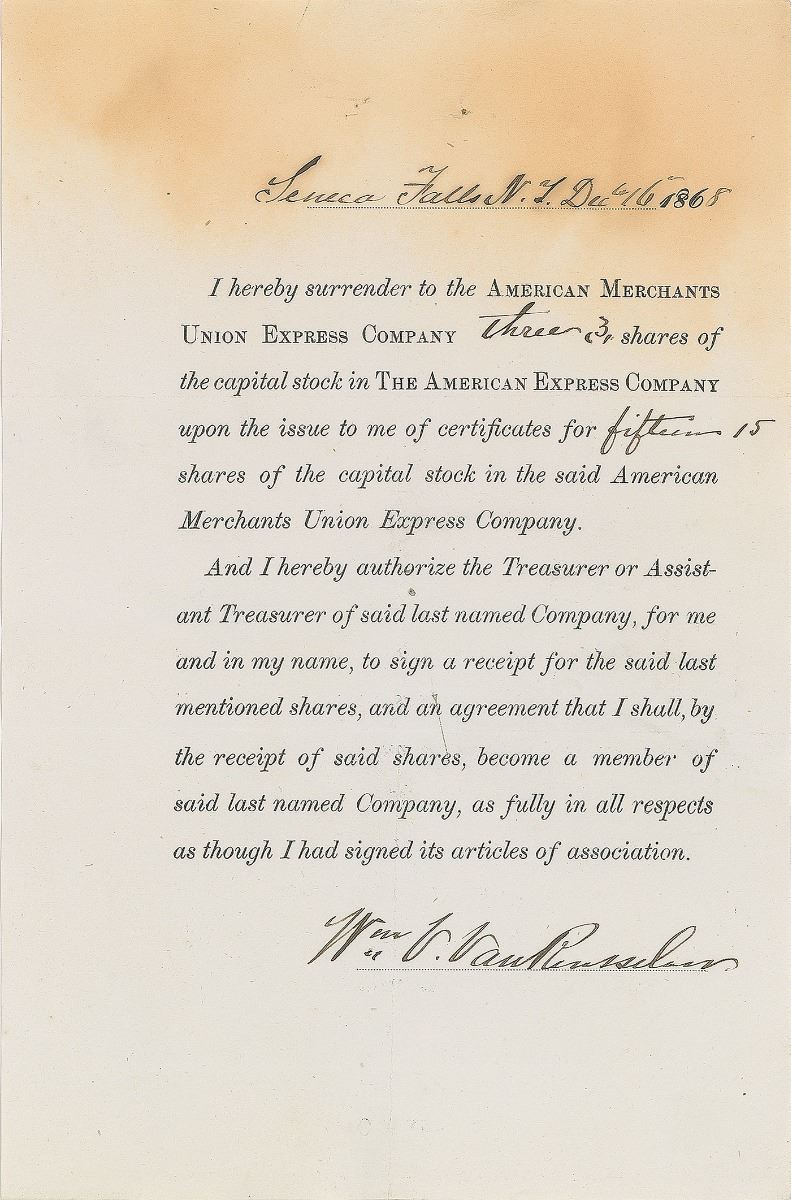 Seneca Falls N.Y. Dec 16 1868
I hereby surrender to the AMERICAN MERCHANTS
UNION EXPRESS COMPANY three 3, shares of
the capital stock in THE AMERICAN EXPRESS COMPANY
upon the issue to me of certificates for fifteen 15
shares of the capital stock in the said American
Merchants Union Express Company.
And I hereby authorize the Treasurer or Assist-
ant Treasurer of said last named Company, for me
and in my name, to sign a receipt for the said last
mentioned shares, and an agreement that I shall, by
the receipt of said shares, become a member of
said last named Company, as fully in all respects
as though I had signed its articles of association.
Wm V. Van Rensselaer